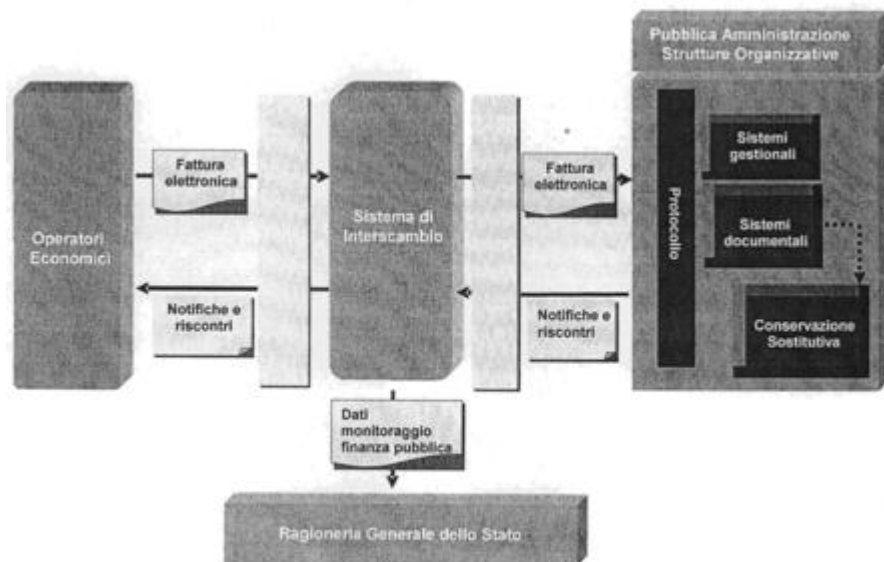 Pubblica Amministrazione
Strutture Organizzative
Operatori
Economici
Fattura
elettronica
Notifiche e
riscontri
Sistema di
Interscambio
Fattura
elettronica
Notifiche e
riscontri
Protocollo
Sistemi
gestionali
Sistemi
documentali
Conservazione
Sostitutiva
Dati
monitoraggio
finanza pubblica
Ragioneria Generale dello Stato